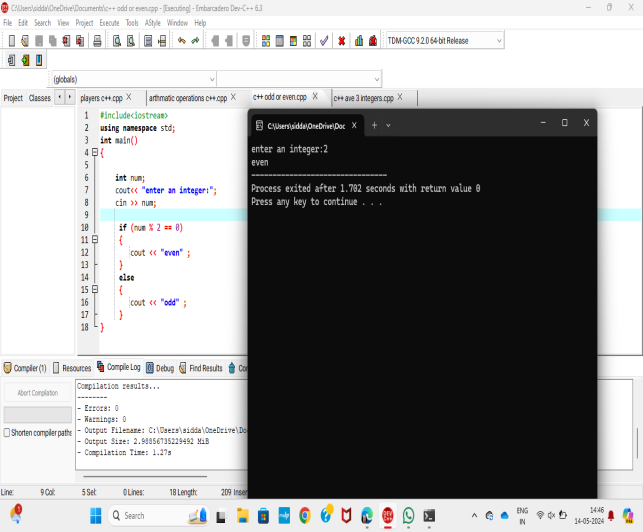 C:\Users\sidda\OneDrive\Documents\c++ odd or even.cpp - [Executing] - Embarcadero Dev-C++ 6.3
File Edit Search View Project Execute Tools AStyle Window Help
TDM-GCC 9.2.0 64-bit Release
(globals)
Project Classes players c++.cpp X arthmatic operations c++.cpp X c++ odd or even.cpp X c++ ave 3 integers.cpp X
1 #include<iostream>
2 using namespace std;
3 int main()
4 {
5
6 int num;
7 cout<< "enter an integer:";
8 cin >> num;
9
10 if (num % 2 == 0)
11 {
12 cout << "even" ;
13 }
14 else
15 {
16 cout << "odd" ;
17 }
18 }
C:\Users\sidda\OneDrive\Doc X + 
enter an integer:2
even
--------------------------------
Process exited after 1.702 seconds with return value 0
Press any key to continue . . .
Compiler (1) Resources Compile Log Debug Find Results Con
Abort Compilation
Shorten compiler paths
Compilation results...
--------
- Errors: 0
- Warnings: 0
- Output Filename: C:\Users\sidda\OneDrive\Do
- Output Size: 2.98856735229492 MiB
- Compilation Time: 1.27s
Line: 9 Col: 5 Sel: 0 Lines: 18 Length: 209 Inser
Search
ENG
IN
14:46
14-05-2024